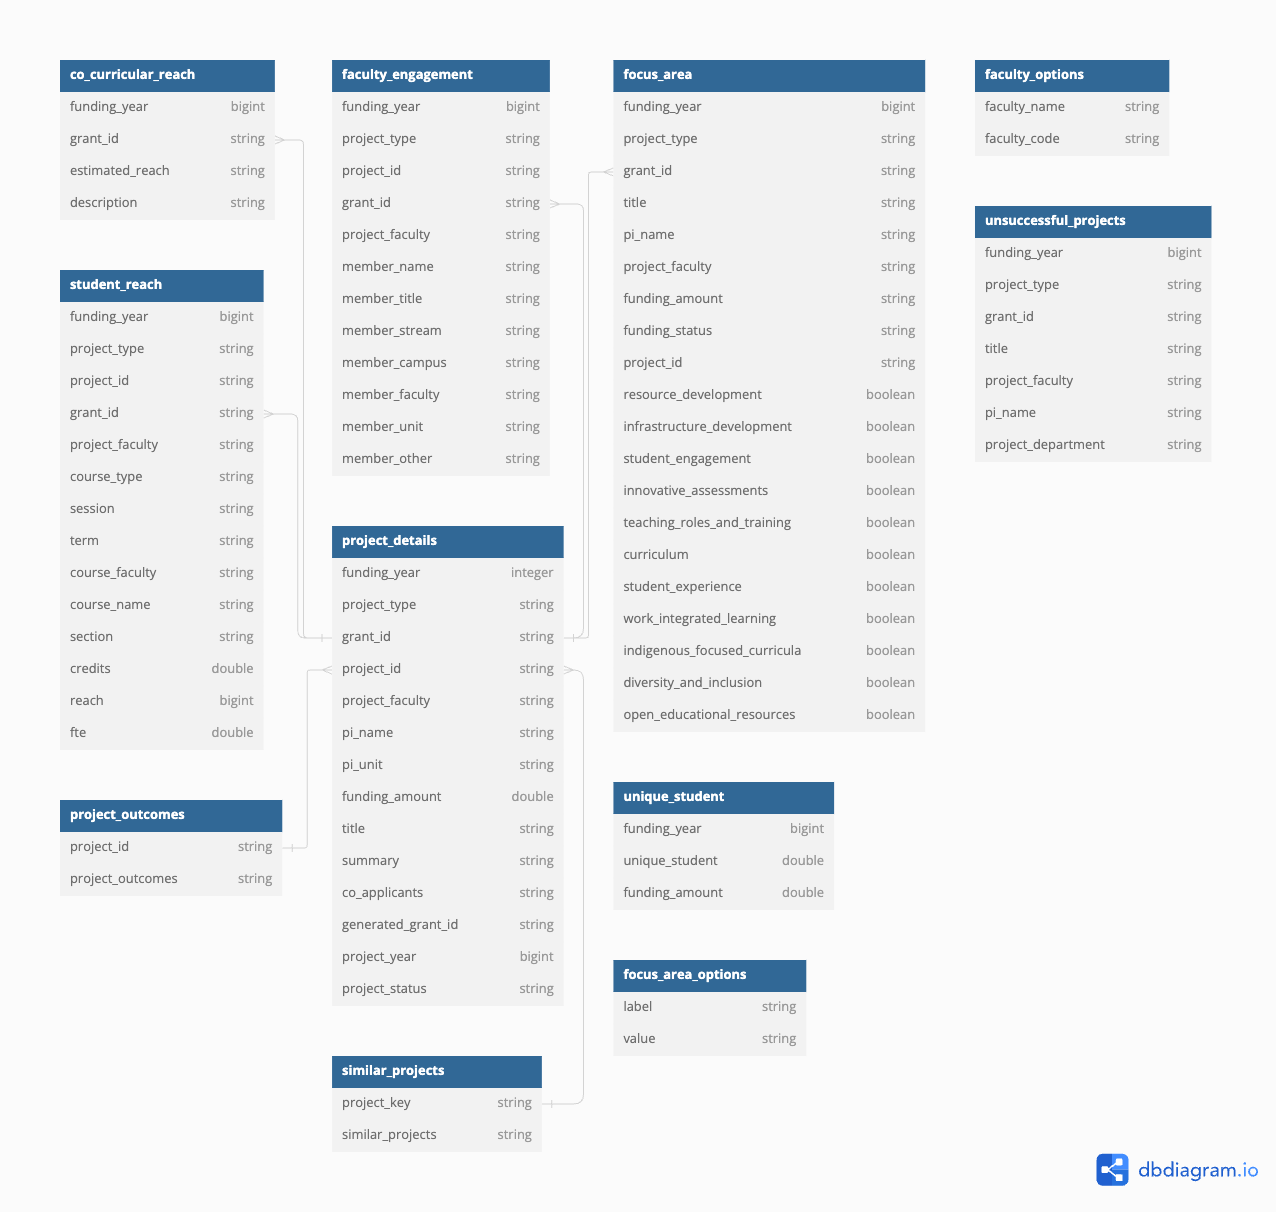 co_curricular_reach
funding_year bigint
grant_id string
estimated_reach string
description string
student_reach
funding_year bigint
project_type string
project_id string
grant_id string
project_faculty string
course_type string
session string
term string
course_faculty string
course_name string
section string
credits double
reach bigint
fte double
project_outcomes
project_id string
project_outcomes string
faculty_engagement
funding_year bigint
project_type string
project_id string
grant_id string
project_faculty string
member_name string
member_title string
member_stream string
member_campus string
member_faculty string
member_unit string
member_other string
project_details
funding_year integer
project_type string
grant_id string
project_id string
project_faculty string
pi_name string
pi_unit string
funding_amount double
title string
summary string
co_applicants string
generated_grant_id string
project_year bigint
project_status string
similar_projects
project_key string
similar_projects string
focus_area
funding_year bigint
project_type string
grant_id string
title string
pi_name string
project_faculty string
funding_amount string
funding_status string
project_id string
resource_development boolean
infrastructure_development boolean
student_engagement boolean
innovative_assessments boolean
teaching_roles_and_training boolean
curriculum boolean
student_experience boolean
work_integrated_learning boolean
indigenous_focused_curricula boolean
diversity_and_inclusion boolean
open_educational_resources boolean
unique_student
funding_year bigint
unique_student double
funding_amount double
focus_area_options
label string
value string
faculty_options
faculty_name string
faculty_code string
unsuccessful_projects
funding_year bigint
project_type string
grant_id string
title string
project_faculty string
pi_name string
project_department string
dbdiagram.io